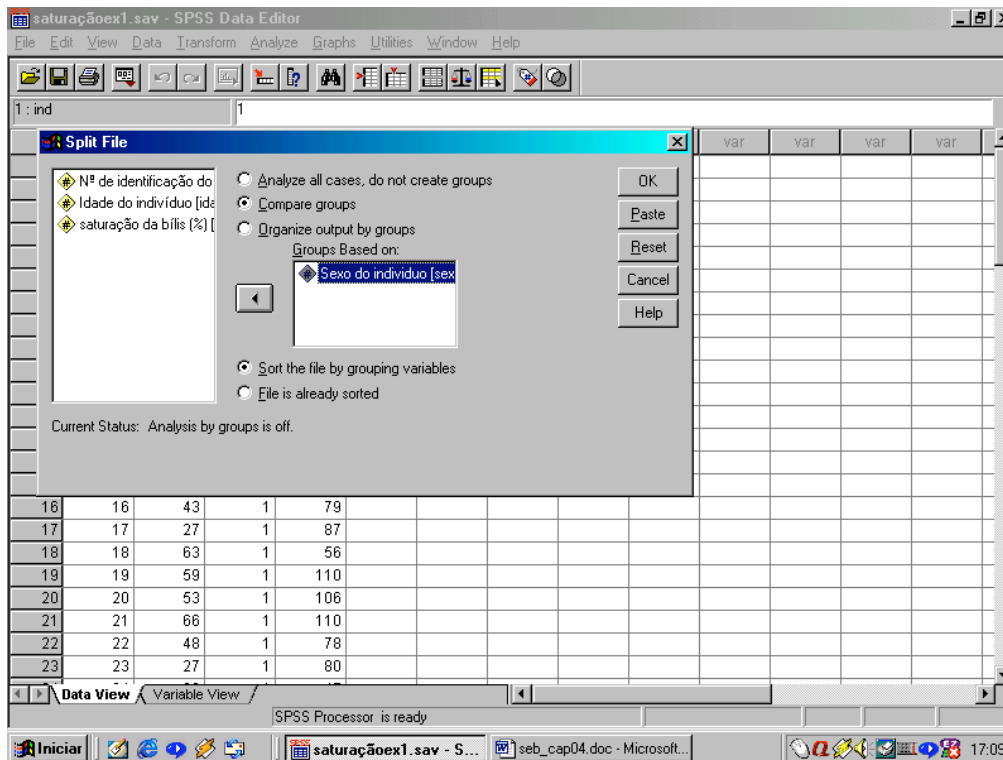 saturaçãoex1.sav - SPSS Data Editor
File Edit View Data Transform Analyze Graphs Utilities Window Help
1 : ind 1
Split File
var var var var
Nº de identificação do
Idade do indivíduo [ida
saturação da bílis (%) [
Analyze all cases, do not create groups
Compare groups
Organize output by groups
Groups Based on:
Sexo do individuo [sex
Sort the file by grouping variables
File is already sorted
Current Status: Analysis by groups is off.
OK
Paste
Reset
Cancel
Help
16 16 43 1 79
17 17 27 1 87
18 18 63 1 56
19 19 59 1 110
20 20 53 1 106
21 21 66 1 110
22 22 48 1 78
23 23 27 1 80
Data View Variable View
SPSS Processor is ready
Iniciar saturaçãoex1.sav - S... seb_cap04.doc - Microsoft... 17:09